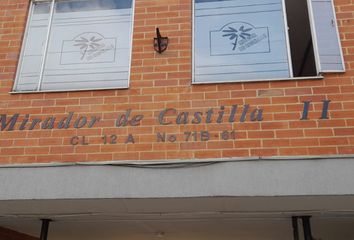 Mirador de Castilla II
CL 12 A No 71B-61